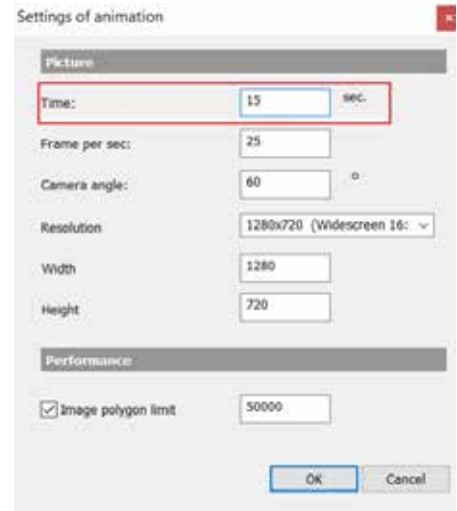 Settings of animation
x
Picture
Time: 15 sec.
Frame per sec: 25
Camera angle: 60 °
Resolution 1280x720 (Widescreen 16:
Width 1280
Height 720
Performance
Image polygon limit 50000
OK Cancel